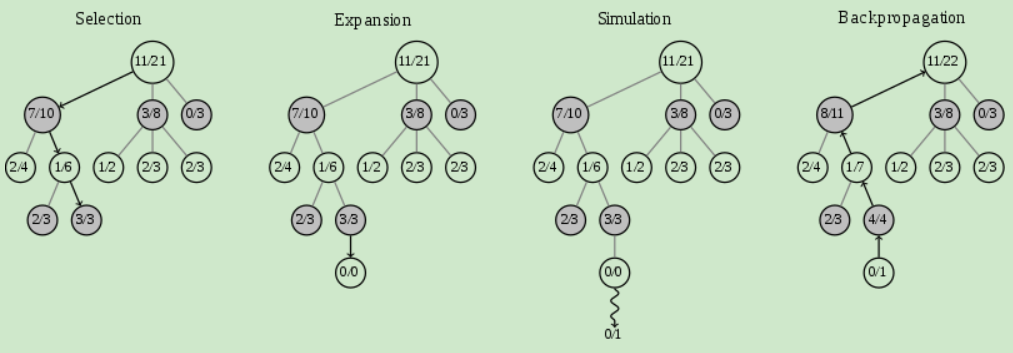 Selection Expansion Simulation Backpropagation
11/21 11/21 11/21 11/22
7/10 3/8 0/3 7/10 3/8 0/3 7/10 3/8 0/3 8/11 3/8 0/3
2/4 1/6 1/2 2/3 2/3 2/4 1/6 1/2 2/3 2/3 2/4 1/6 1/2 2/3 2/3 2/4 1/7 1/2 2/3 2/3
2/3 3/3 2/3 3/3 2/3 3/3 2/3 4/4
0/0 0/0 0/1
0/1